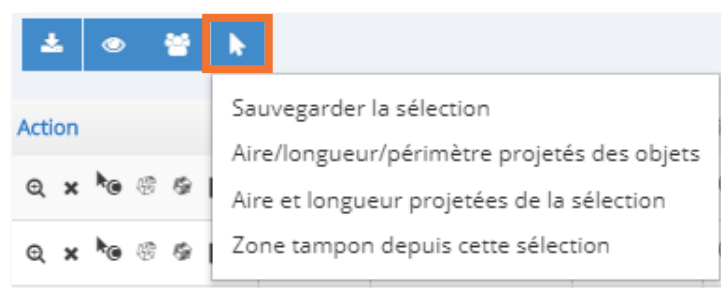 Sauvegarder la sélection
Action
Aire/longueur/périmètre projetés des objets
Aire et longueur projetées de la sélection
Zone tampon depuis cette sélection